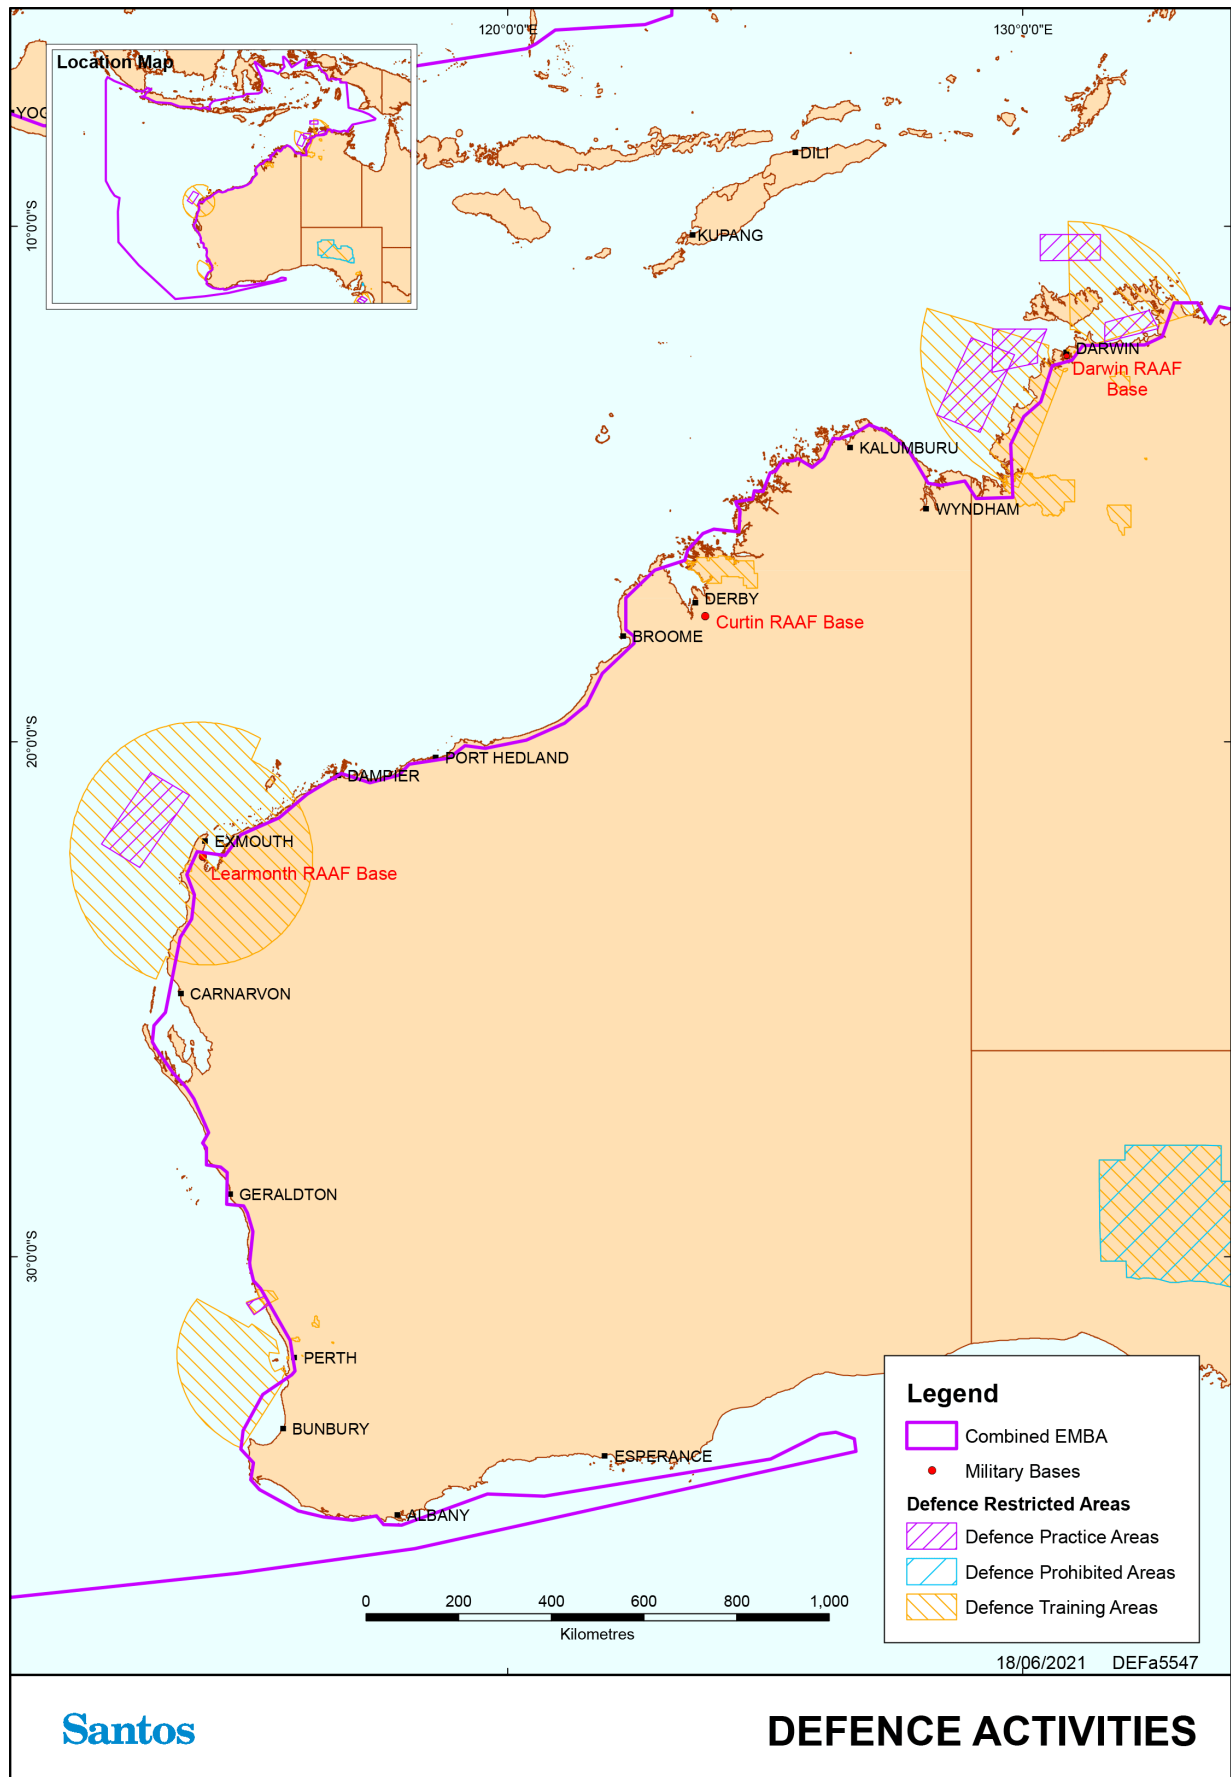 120°0'0"E
130°0'0"E
Location Map
YOG
DILI
10°0'0"S
KUPANG
DARWIN
Darwin RAAF
Base
KALUMBURU
WYNDHAM
DERBY
Curtin RAAF Base
BROOME
20°0'0"S
PORT HEDLAND
DAMPIER
EXMOUTH
Learmonth RAAF Base
CARNARVON
GERALDTON
30°0'0"S
PERTH
BUNBURY
ESPERANCE
ALBANY
Legend
Combined EMBA
Military Bases
Defence Restricted Areas
Defence Practice Areas
Defence Prohibited Areas
Defence Training Areas
0 200 400 600 800 1,000
Kilometres
18/06/2021 DEFa5547
Santos
DEFENCE ACTIVITIES